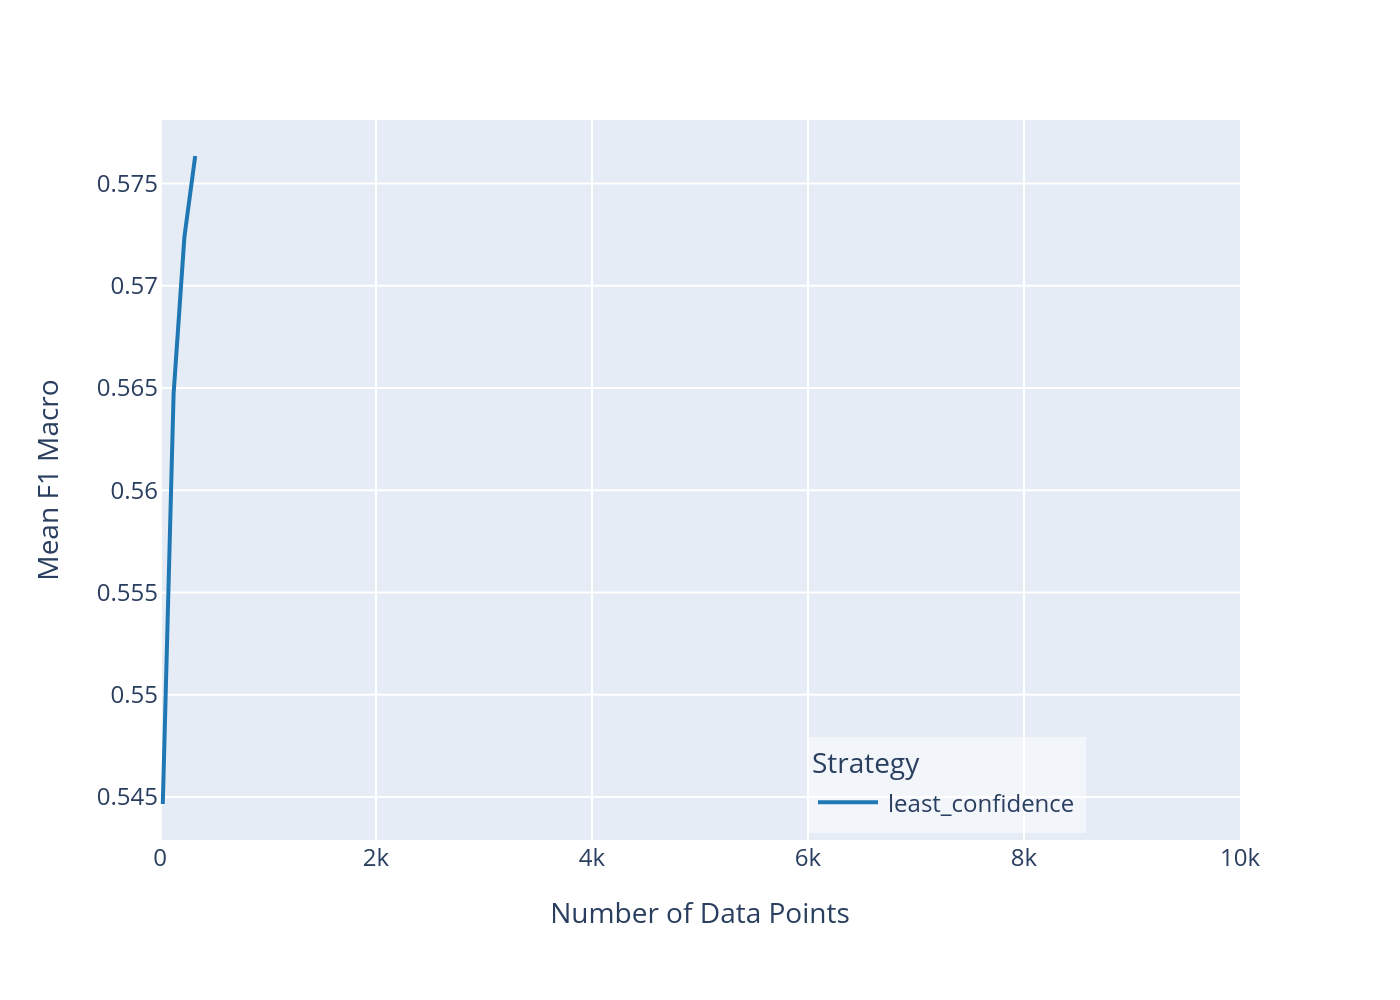 0.575
0.57
0.565
0.56
0.555
0.55
0.545
Mean F1 Macro
Strategy
least_confidence
0 2k 4k 6k 8k 10k
Number of Data Points